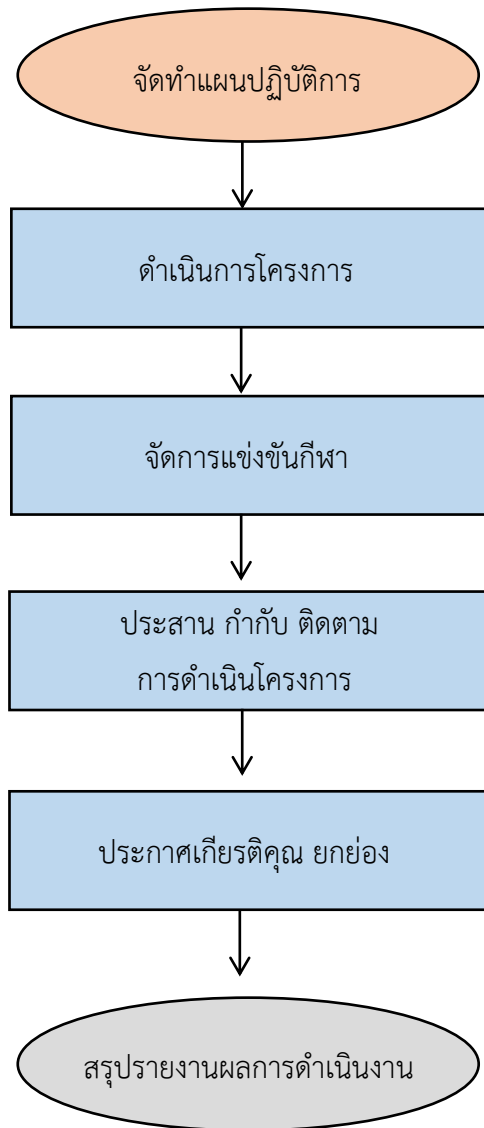 จัดทำแผนปฏิบัติการ
ดำเนินการโครงการ
จัดการแข่งขันกีฬา
ประสาน กำกับ ติดตาม
การดำเนินโครงการ
ประกาศเกียรติคุณ ยกย่อง
สรุปรายงานผลการดำเนินงาน